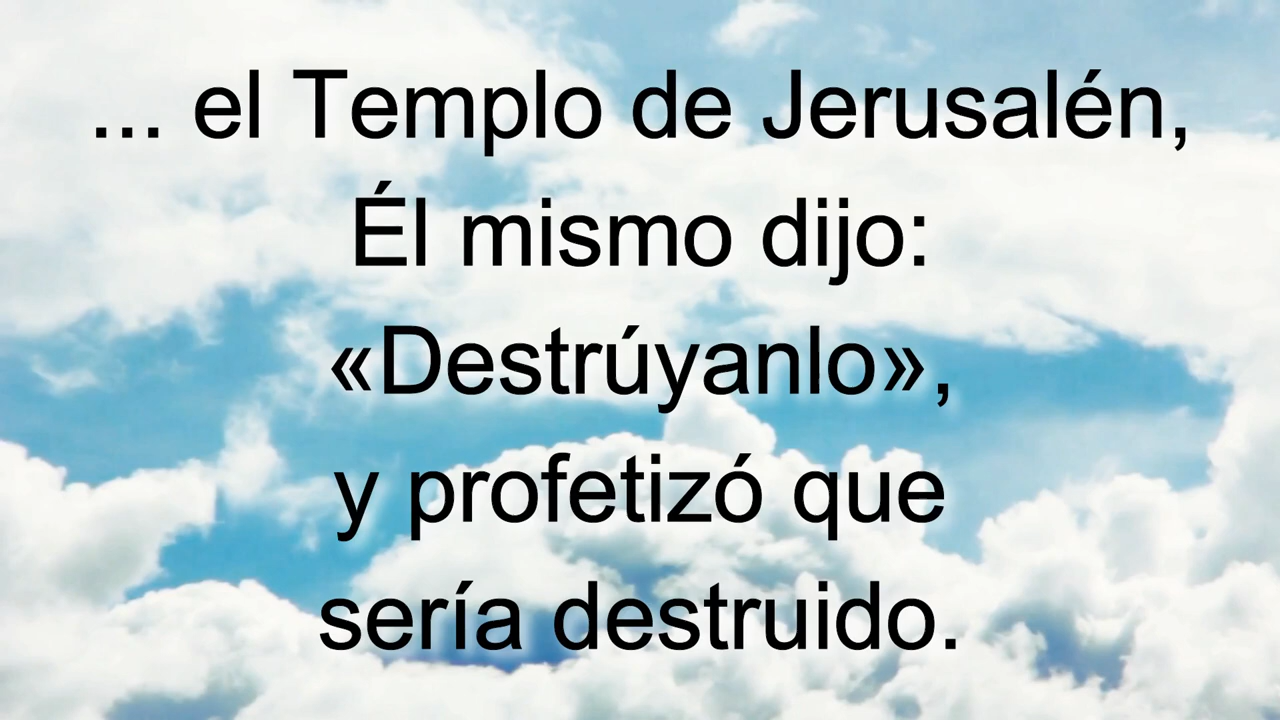 ... el Templo de Jerusalén,
Él mismo dijo:
«Destrúyanlo»,
y profetizó que
sería destruido.